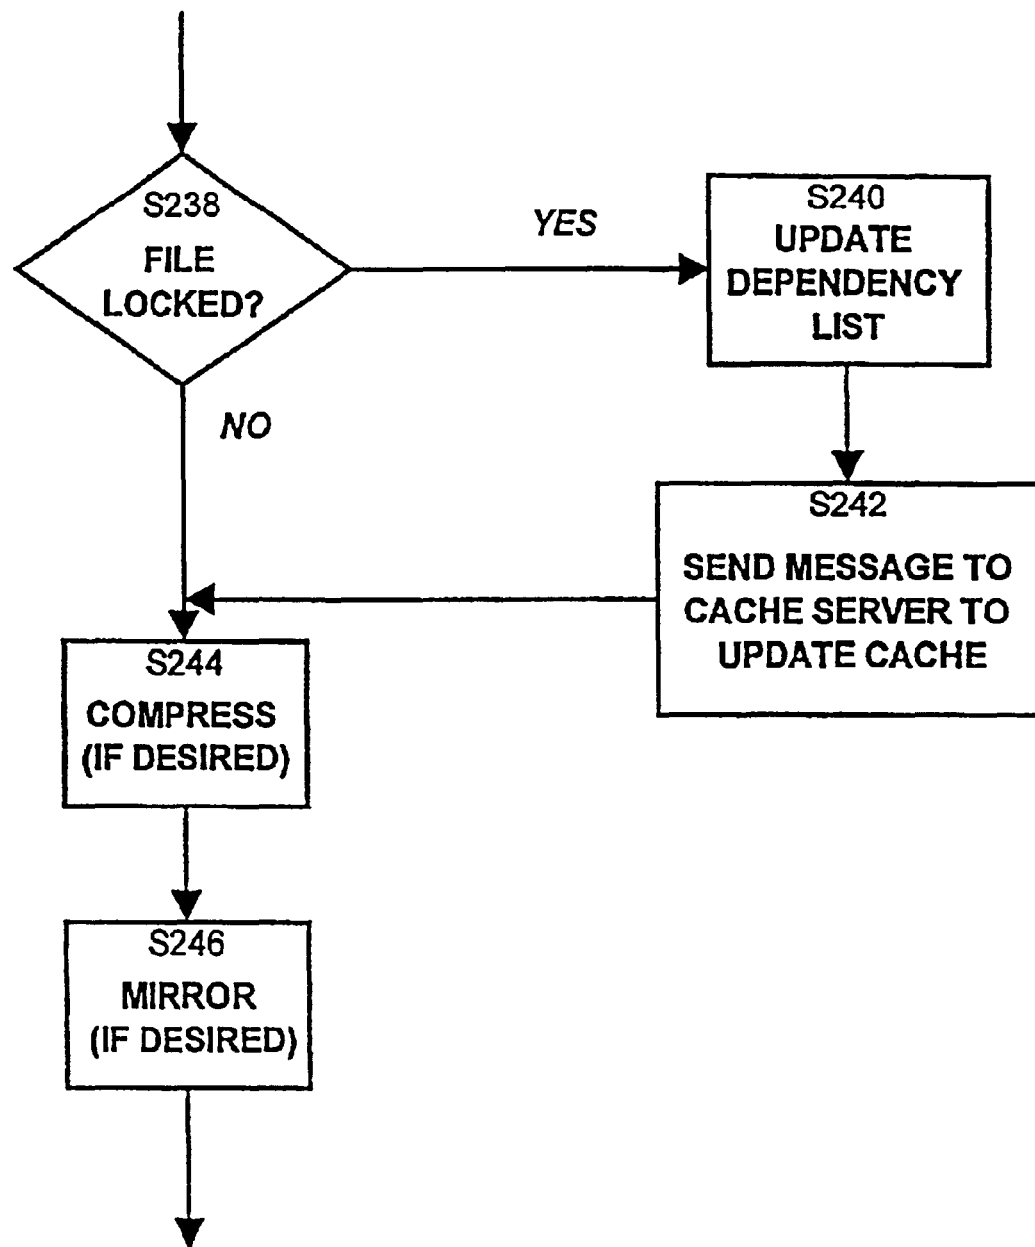 S238
FILE
LOCKED?
YES
S240
UPDATE
DEPENDENCY
LIST
NO
S242
SEND MESSAGE TO
CACHE SERVER TO
UPDATE CACHE
S244
COMPRESS
(IF DESIRED)
S246
MIRROR
(IF DESIRED)